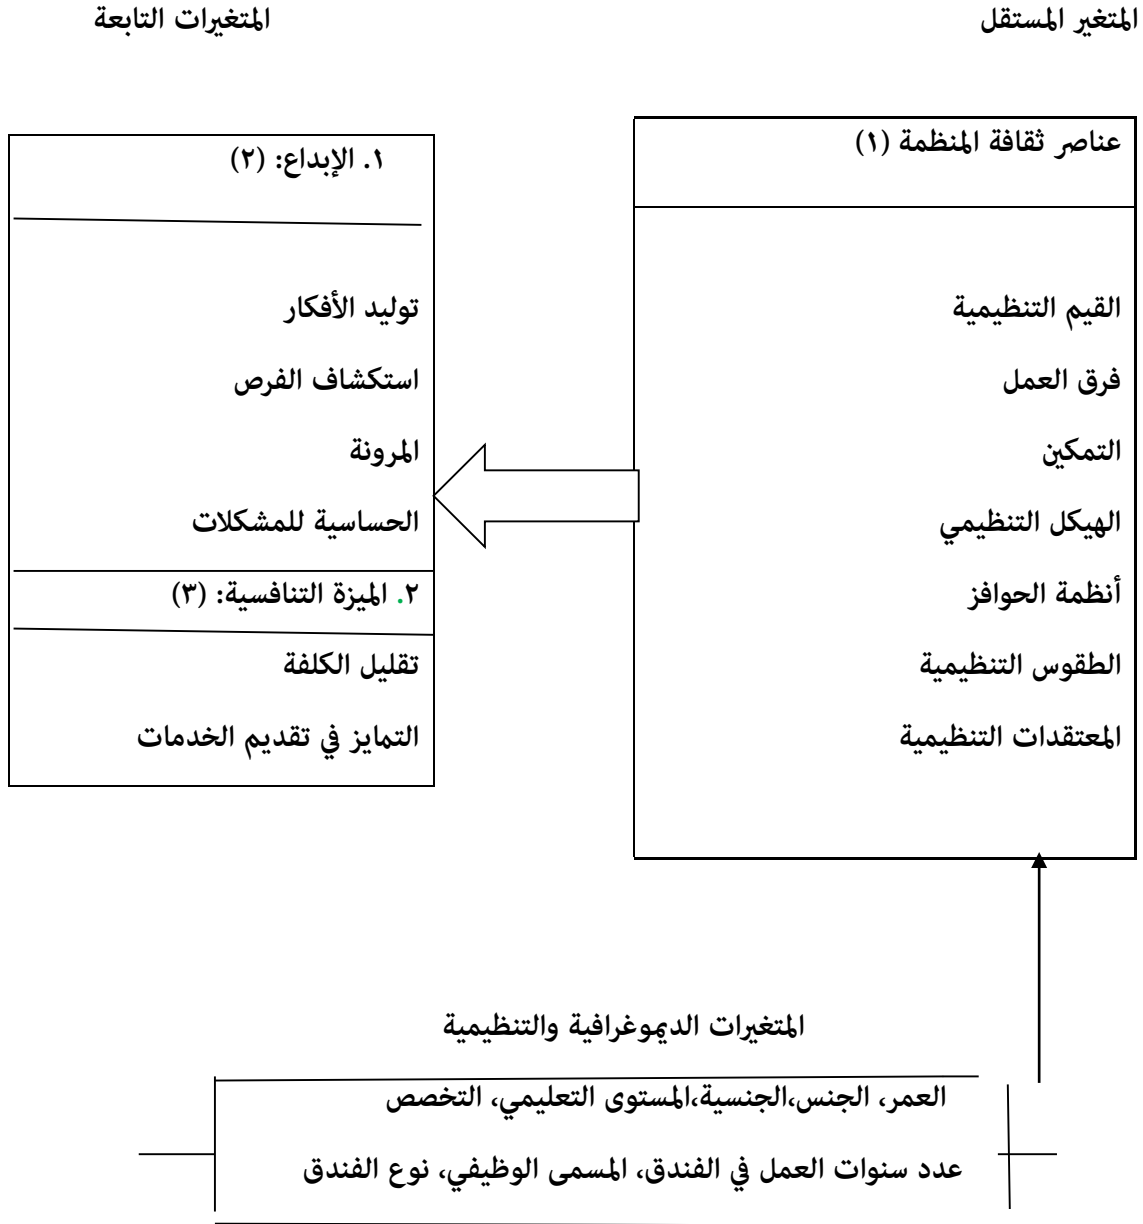 المتغير المستقل
المتغيرات التابعة
عناصر ثقافة المنظمة (١)
القيم التنظيمية
فرق العمل
التمكين
الهيكل التنظيمي
أنظمة الحوافز
الطقوس التنظيمية
المعتقدات التنظيمية
١. الإبداع: (٢)
توليد الأفكار
استكشاف الفرص
المرونة
الحساسية للمشكلات
٢. الميزة التنافسية: (٣)
تقليل الكلفة
التمايز في تقديم الخدمات
المتغيرات الديموغرافية والتنظيمية
العمر، الجنس،الجنسية،المستوى التعليمي، التخصص
عدد سنوات العمل في الفندق، المسمى الوظيفي، نوع الفندق